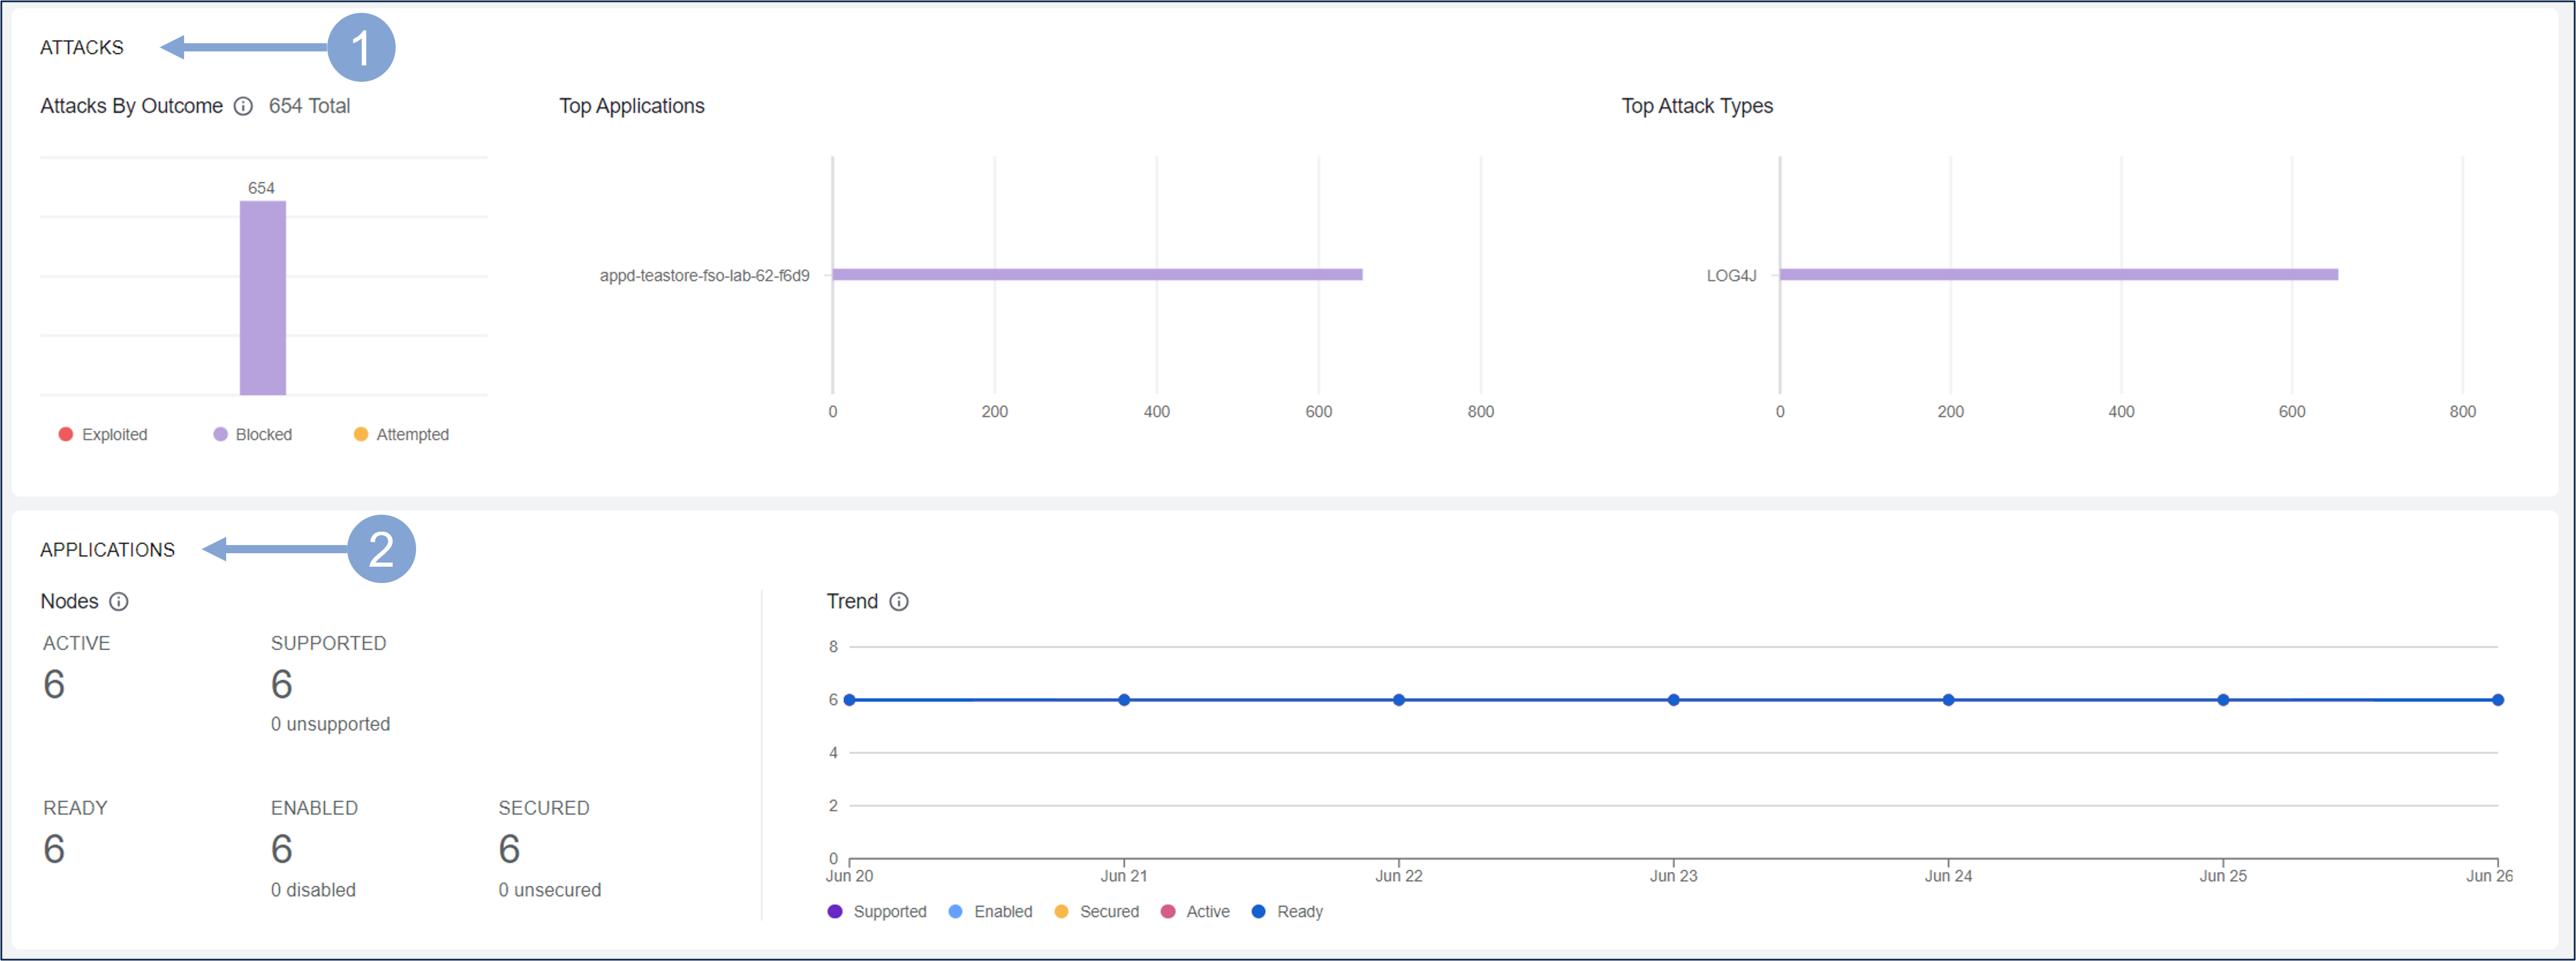 ATTACKS
1
Attacks By Outcome 654 Total
654
Exploited Blocked Attempted
Top Applications
appd-teastore-fso-lab-62-f6d9
0 200 400 600 800
Top Attack Types
LOG4J
0 200 400 600 800
APPLICATIONS
2
Nodes
ACTIVE SUPPORTED
6 6
0 unsupported
READY ENABLED SECURED
6 6 6
0 disabled 0 unsecured
Trend
8
6
4
2
0
Jun 20 Jun 21 Jun 22 Jun 23 Jun 24 Jun 25 Jun 26
Supported Enabled Secured Active Ready